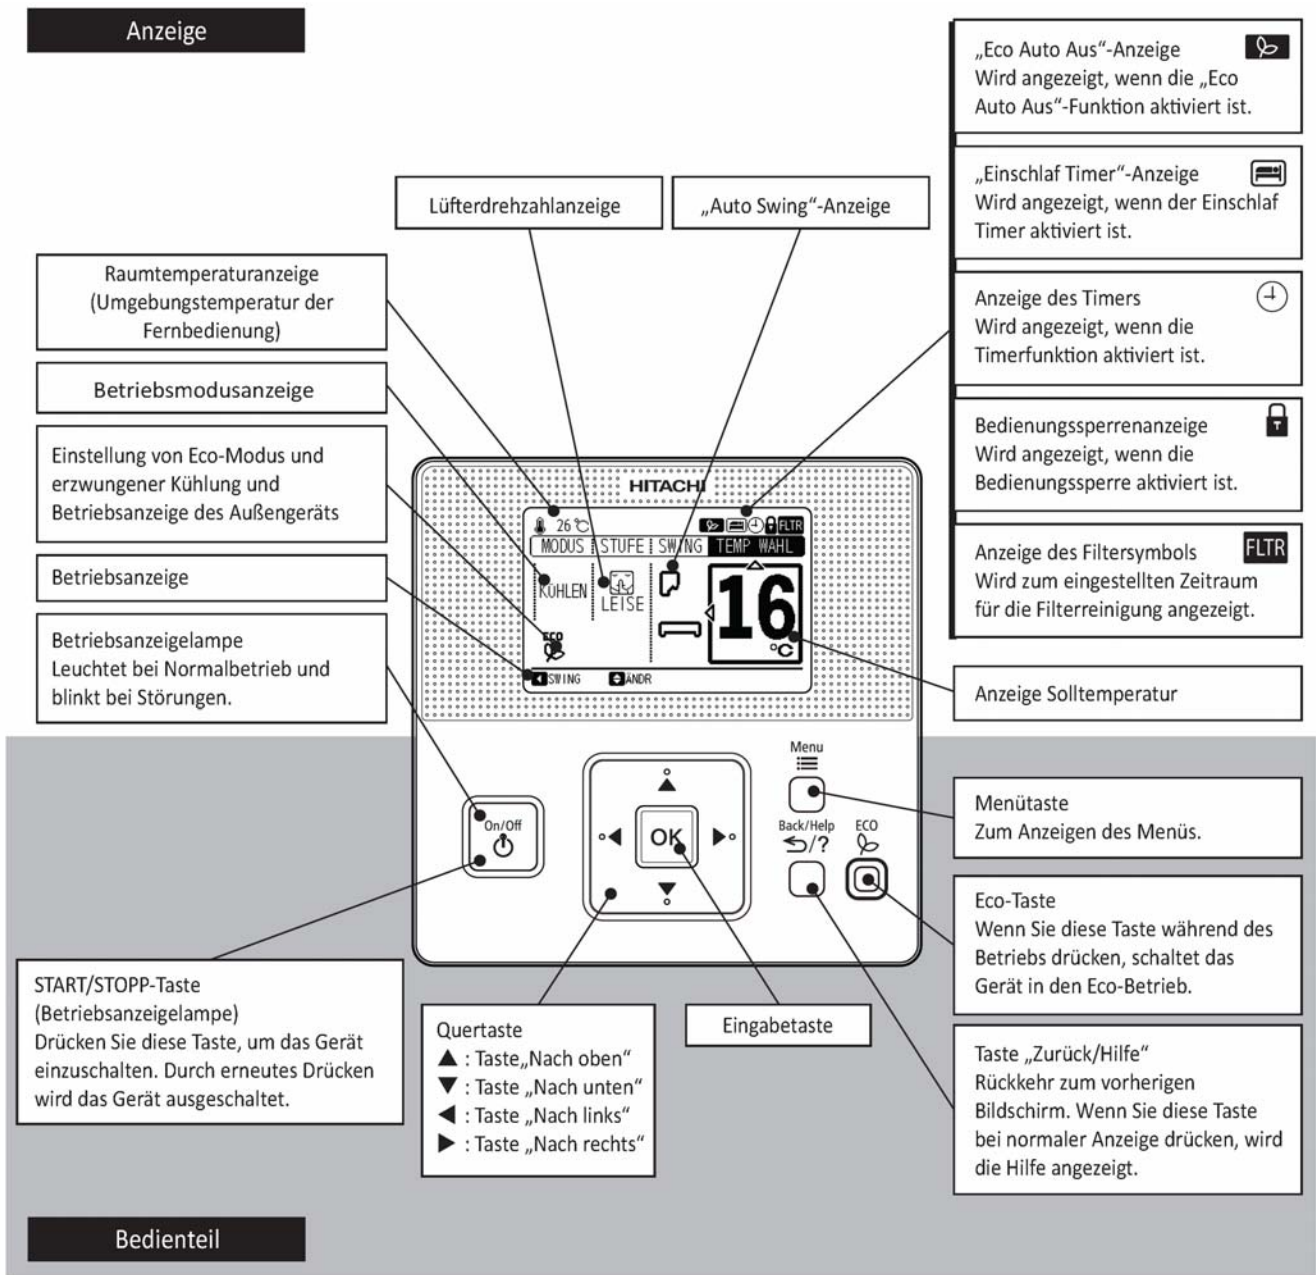 Anzeige
„Eco Auto Aus“-Anzeige
Wird angezeigt, wenn die „Eco
Auto Aus“-Funktion aktiviert ist.
„Einschlaf Timer“-Anzeige
Wird angezeigt, wenn der Einschlaf
Timer aktiviert ist.
Anzeige des Timers
Wird angezeigt, wenn die
Timerfunktion aktiviert ist.
Bedienungssperrenanzeige
Wird angezeigt, wenn die
Bedienungssperre aktiviert ist.
Anzeige des Filtersymbols FLTR
Wird zum eingestellten Zeitraum
für die Filterreinigung angezeigt.
Anzeige Solltemperatur
Lüfterdrehzahlanzeige
„Auto Swing“-Anzeige
Raumtemperaturanzeige
(Umgebungstemperatur der
Fernbedienung)
Betriebsmodusanzeige
Einstellung von Eco-Modus und
erzwungener Kühlung und
Betriebsanzeige des Außengeräts
Betriebsanzeige
Betriebsanzeigelampe
Leuchtet bei Normalbetrieb und
blinkt bei Störungen.
HITACHI
26 °C FLTR
MODUS STUFE SWING TEMP WAHL
KÜHLEN
LEISE
16
°C
ECO
SWING ÄNDR
On/Off
OK
Menu
Back/Help ECO
/?
Menütaste
Zum Anzeigen des Menüs.
Eco-Taste
Wenn Sie diese Taste während des
Betriebs drücken, schaltet das
Gerät in den Eco-Betrieb.
Taste „Zurück/Hilfe“
Rückkehr zum vorherigen
Bildschirm. Wenn Sie diese Taste
bei normaler Anzeige drücken, wird
die Hilfe angezeigt.
START/STOPP-Taste
(Betriebsanzeigelampe)
Drücken Sie diese Taste, um das Gerät
einzuschalten. Durch erneutes Drücken
wird das Gerät ausgeschaltet.
Quertaste
▲ : Taste„Nach oben“
▼ : Taste „Nach unten“
◀ : Taste „Nach links“
▶ : Taste „Nach rechts“
Eingabetaste
Bedienteil